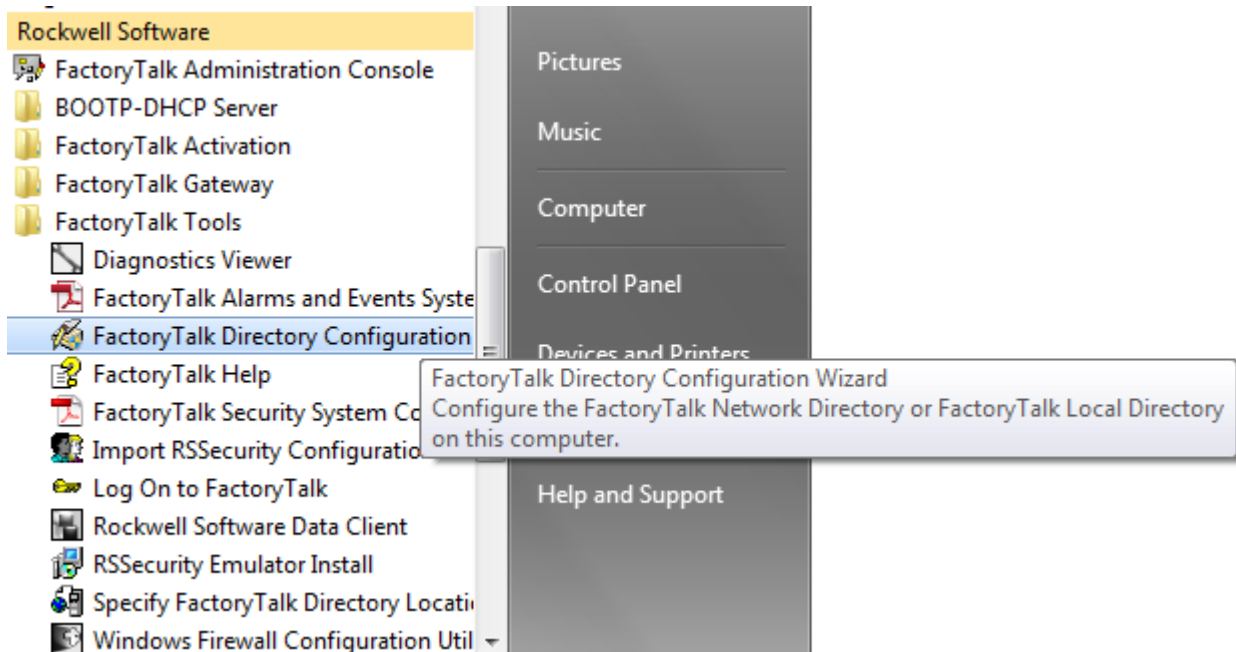 Rockwell Software
FactoryTalk Administration Console
BOOTP-DHCP Server
FactoryTalk Activation
FactoryTalk Gateway
FactoryTalk Tools
Diagnostics Viewer
FactoryTalk Alarms and Events Syste
FactoryTalk Directory Configuration
FactoryTalk Help
FactoryTalk Security System Co
Import RSSecurity Configuratio
Log On to FactoryTalk
Rockwell Software Data Client
RSSecurity Emulator Install
Specify FactoryTalk Directory Locati
Windows Firewall Configuration Util
Pictures
Music
Computer
Control Panel
Devices and Printers
FactoryTalk Directory Configuration Wizard
Configure the FactoryTalk Network Directory or FactoryTalk Local Directory
on this computer.
Help and Support